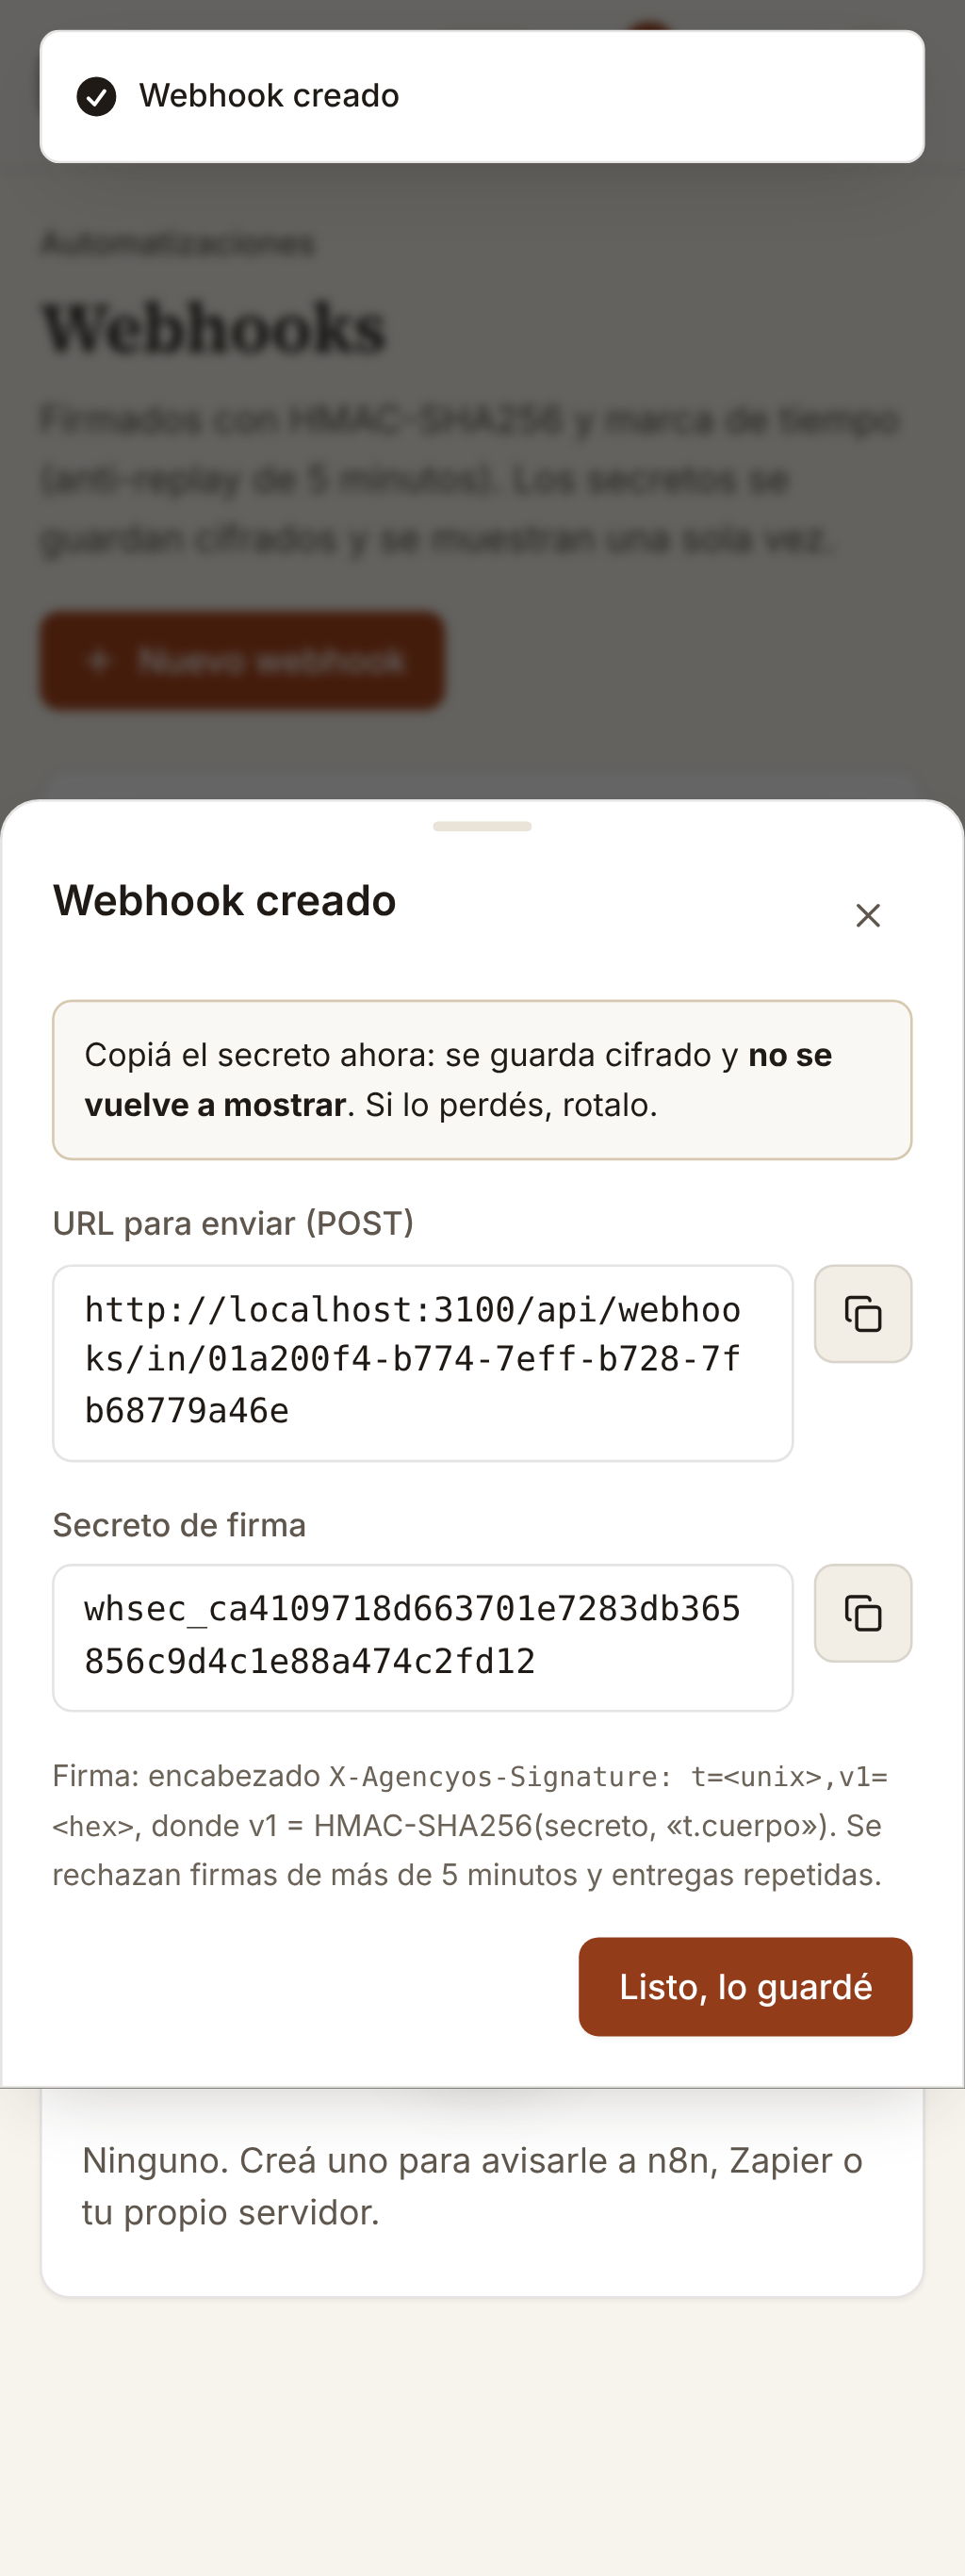 Webhook creado
Automatizaciones
Webhooks
Firmados con HMAC-SHA256 y marca de tiempo
(anti-replay de 5 minutos). Los secretos se
guardan cifrados y se muestran una sola vez.
+ Nuevo webhook
Webhook creado
Copiá el secreto ahora: se guarda cifrado y no se
vuelve a mostrar. Si lo perdés, rotalo.
URL para enviar (POST)
http://localhost:3100/api/webhoo
ks/in/01a200f4-b774-7eff-b728-7f
b68779a46e
Secreto de firma
whsec_ca4109718d663701e7283db365
856c9d4c1e88a474c2fd12
Firma: encabezado X-Agencyos-Signature: t=<unix>,v1=
<hex>, donde v1 = HMAC-SHA256(secreto, «t.cuerpo»). Se
rechazan firmas de más de 5 minutos y entregas repetidas.
Listo, lo guardé
Ninguno. Creá uno para avisarle a n8n, Zapier o
tu propio servidor.